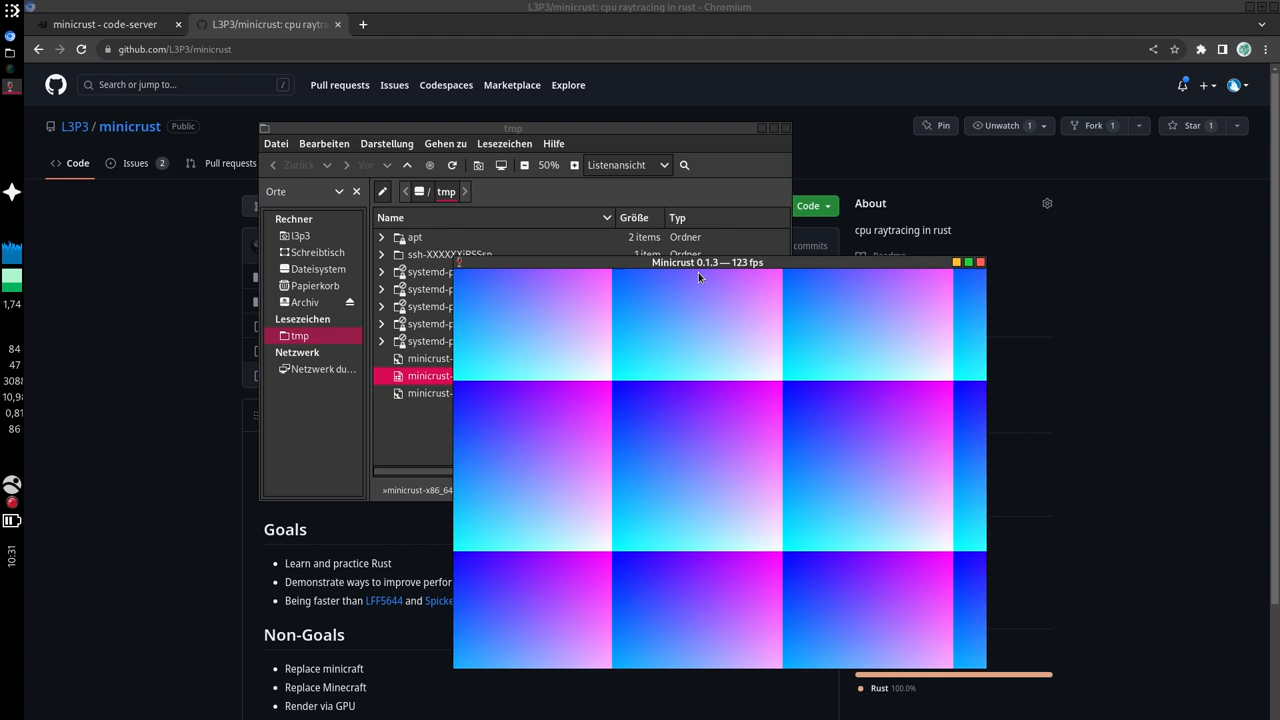 L3P3/minicrust: cpu raytracing in rust - Chromium
minicrust - code-server
L3P3/minicrust: cpu raytr
github.com/L3P3/minicrust
Search or jump to...
/
Pull requests
Issues
Codespaces
Marketplace
Explore
L3P3 / minicrust
Public
Pin
Unwatch 1
Fork 1
Star 1
Code
Issues 2
Pull requests
tmp
Datei Bearbeiten Darstellung Gehen zu Lesezeichen Hilfe
Zurück
Vor
50%
Listenansicht
Orte
/ tmp
Rechner
l3p3
Schreibtisch
Dateisystem
Papierkorb
Archiv
Lesezeichen
tmp
Netzwerk
Netzwerk du...
Name Größe Typ
apt 2 items Ordner
systemd-p
systemd-p
systemd-p
systemd-p
systemd-p
minicrust-
minicrust-
minicrust-
»minicrust-x86_64
Minicrust 0.1.3 — 123 fps
Code
commits
About
cpu raytracing in rust
Goals
Learn and practice Rust
Demonstrate ways to improve perfor
Being faster than LFF5644 and Spicke
Non-Goals
Replace minicraft
Replace Minecraft
Render via GPU
Rust 100.0%
1,74
84
47
3088
10,98
0,81
86
10:31